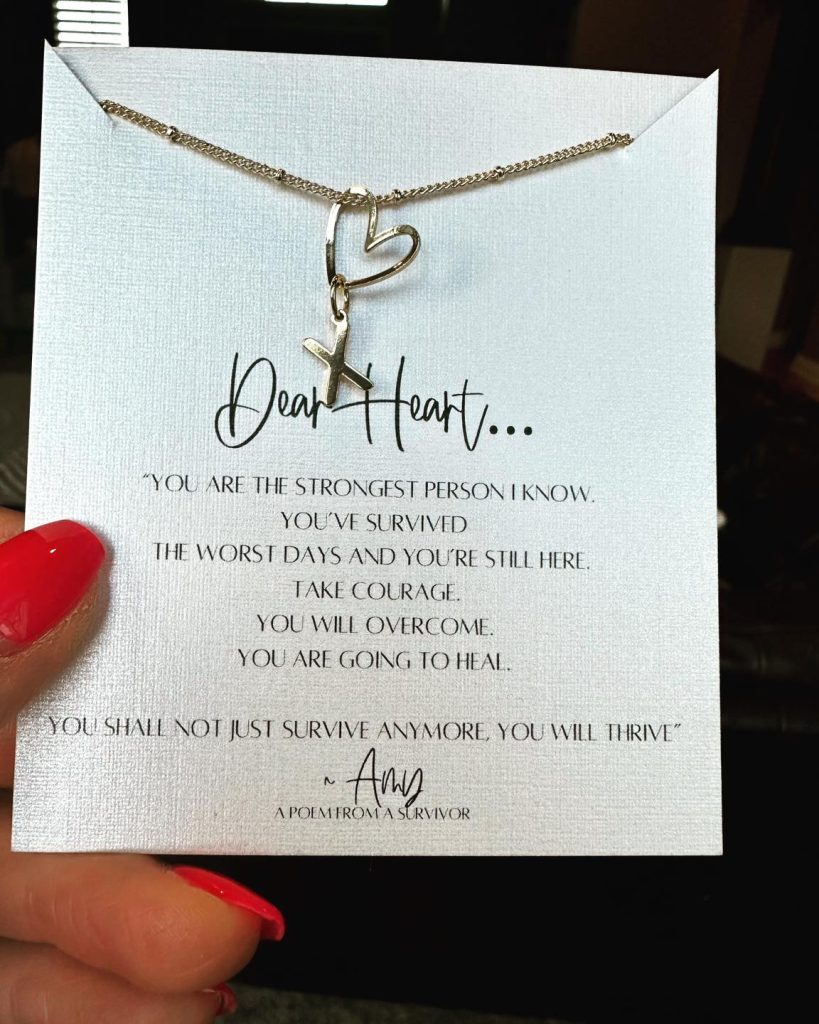 Dear Heart...
"YOU ARE THE STRONGEST PERSON I KNOW.
YOU'VE SURVIVED
THE WORST DAYS AND YOU'RE STILL HERE.
TAKE COURAGE.
YOU WILL OVERCOME.
YOU ARE GOING TO HEAL.
YOU SHALL NOT JUST SURVIVE ANYMORE, YOU WILL THRIVE"
~ Amy
A POEM FROM A SURVIVOR